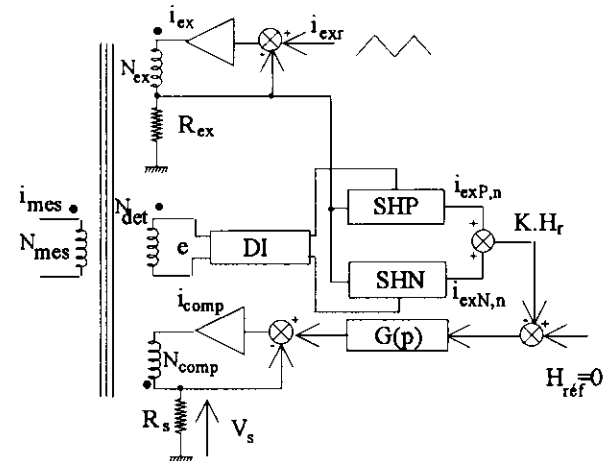 i_ex
i_exr
N_ex
R_ex
i_mes
N_mes
N_det
e
DI
SHP
SHN
i_exP,n
i_exN,n
K.H_r
i_comp
N_comp
G(p)
H_réf=0
R_s
V_s